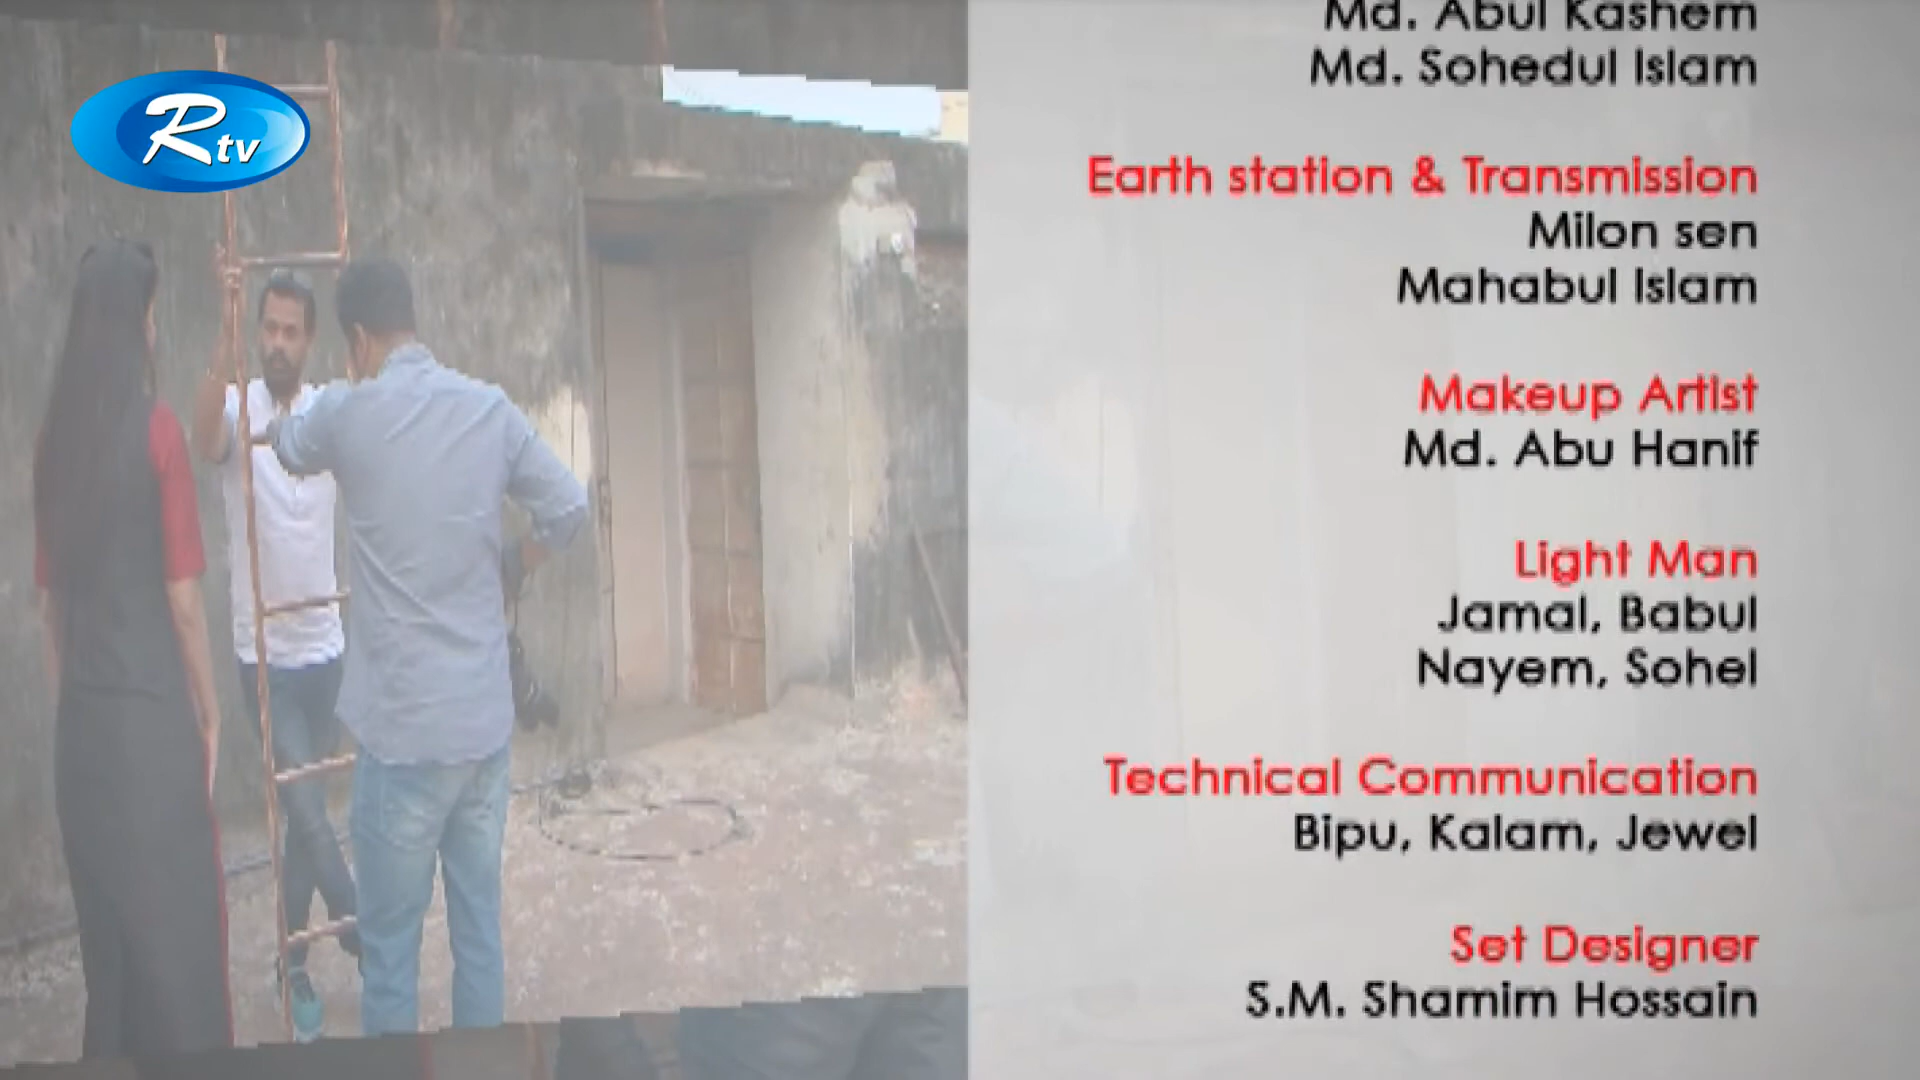 Rtv
Md. Abul Kashem
Md. Sohedul Islam
Earth station & Transmission
Milon sen
Mahabul Islam
Makeup Artist
Md. Abu Hanif
Light Man
Jamal, Babul
Nayem, Sohel
Technical Communication
Bipu, Kalam, Jewel
Set Designer
S.M. Shamim Hossain